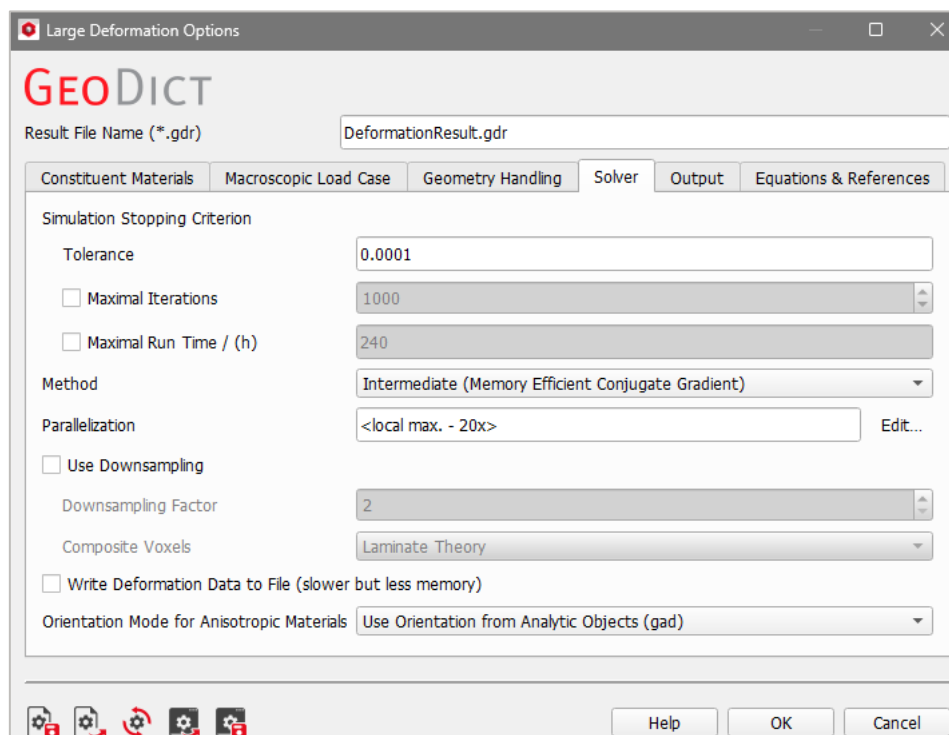 Large Deformation Options
GEODICT
Result File Name (*.gdr) DeformationResult.gdr
Constituent Materials Macroscopic Load Case Geometry Handling Solver Output Equations & References
Simulation Stopping Criterion
Tolerance 0.0001
Maximal Iterations 1000
Maximal Run Time / (h) 240
Method Intermediate (Memory Efficient Conjugate Gradient)
Parallelization <local max. - 20x> Edit...
Use Downsampling
Downsampling Factor 2
Composite Voxels Laminate Theory
Write Deformation Data to File (slower but less memory)
Orientation Mode for Anisotropic Materials Use Orientation from Analytic Objects (gad)
Help OK Cancel